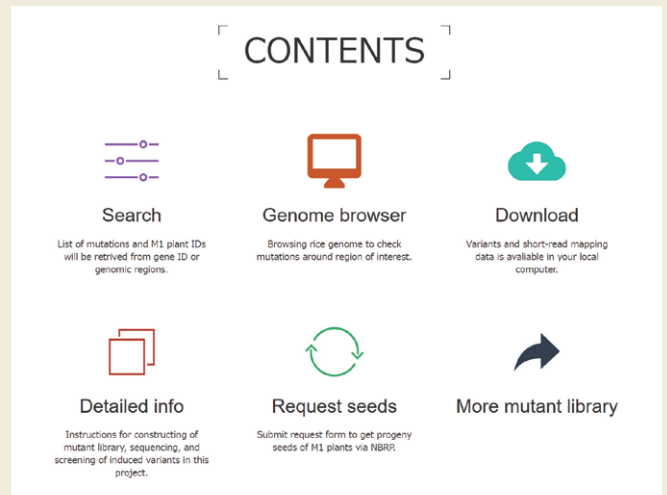 CONTENTS
Search
List of mutations and M1 plant IDs
will be retrived from gene ID or
genomic regions.
Genome browser
Browsing rice genome to check
mutations around region of interest.
Download
Variants and short-read mapping
data is avaliable in your local
computer.
Detailed info
Instructions for constructing of
mutant library, sequencing, and
screening of induced variants in this
project.
Request seeds
Submit request form to get progeny
seeds of M1 plants via NBRP.
More mutant library